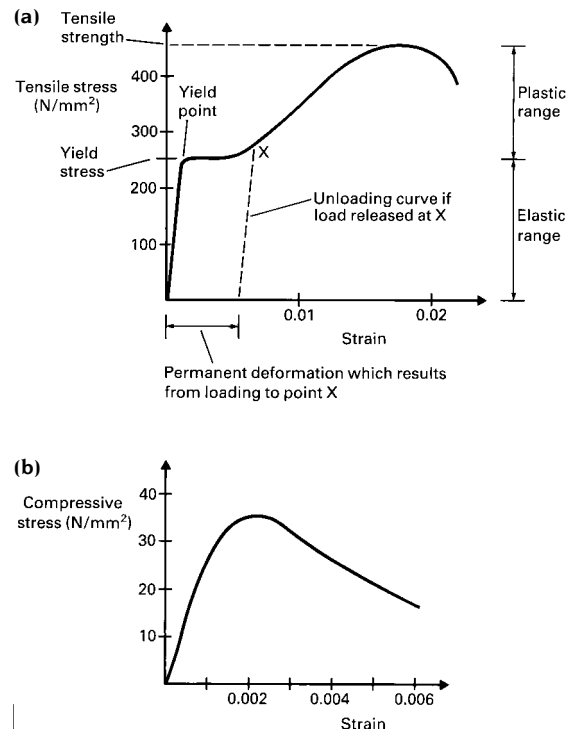 (a)
Tensile
strength
400
Tensile stress
(N/mm²)
Yield
point
300
Yield
stress
X
200
100
Unloading curve if
load released at X
Plastic
range
Elastic
range
0.01
0.02
Strain
Permanent deformation which results
from loading to point X
(b)
40
Compressive
stress (N/mm²)
30
20
10
0.002
0.004
0.006
Strain